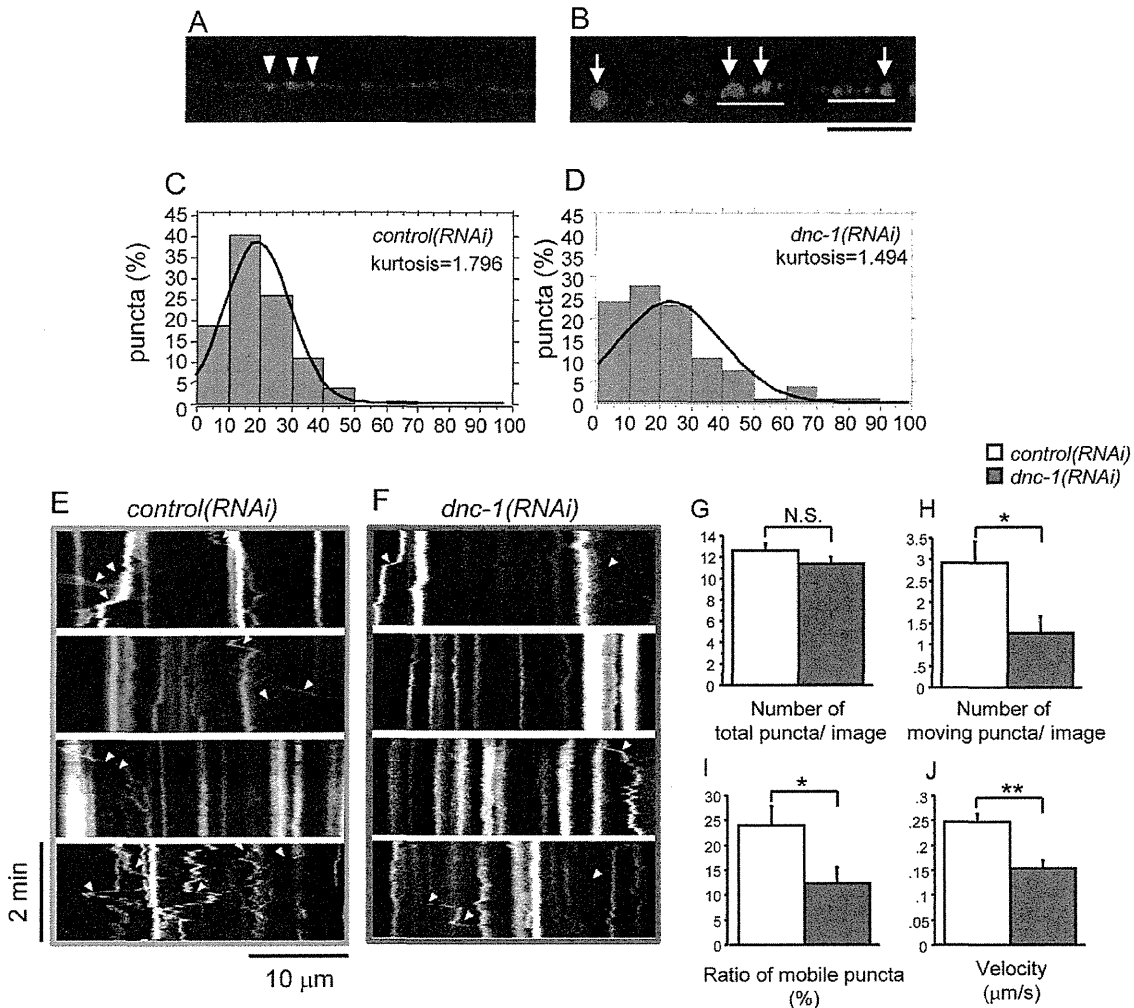 A
B
C
45
40
35
30
25
20
15
10
5
0
puncta (%)
control(RNAi)
kurtosis=1.796
0 10 20 30 40 50 60 70 80 90 100
D
45
40
35
30
25
20
15
10
5
0
puncta (%)
dnc-1(RNAi)
kurtosis=1.494
0 10 20 30 40 50 60 70 80 90 100
control(RNAi)
dnc-1(RNAi)
E control(RNAi)
2 min
10 μm
F dnc-1(RNAi)
G
N.S.
14
12
10
8
6
4
2
0
Number of
total puncta/ image
H
*
3.5
3
2.5
2
1.5
1
.5
0
Number of
moving puncta/ image
I
*
30
25
20
15
10
5
0
Ratio of mobile puncta
(%)
J
**
.3
.25
.2
.15
.1
.05
0
Velocity
(μm/s)